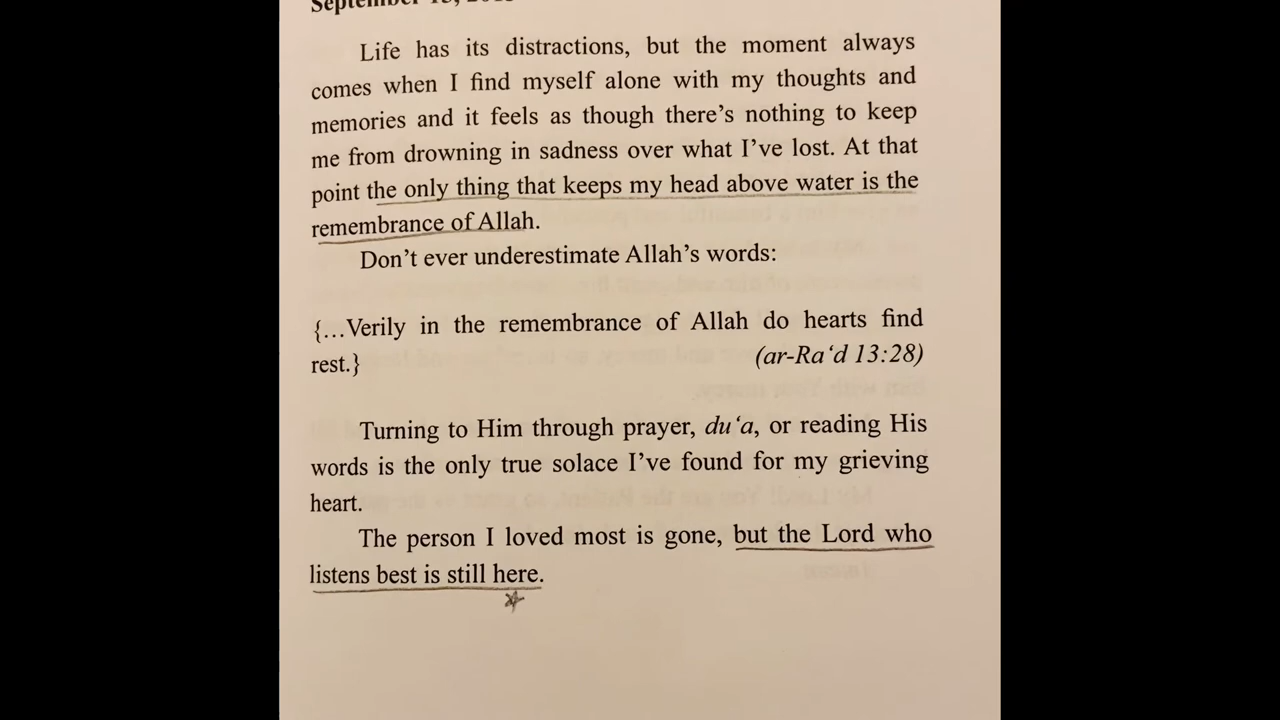 September
Life has its distractions, but the moment always
comes when I find myself alone with my thoughts and
memories and it feels as though there's nothing to keep
me from drowning in sadness over what I've lost. At that
point the only thing that keeps my head above water is the
remembrance of Allah.
Don't ever underestimate Allah's words:
{…Verily in the remembrance of Allah do hearts find
rest.} (ar-Ra‘d 13:28)
Turning to Him through prayer, du‘a, or reading His
words is the only true solace I've found for my grieving
heart.
The person I loved most is gone, but the Lord who
listens best is still here.